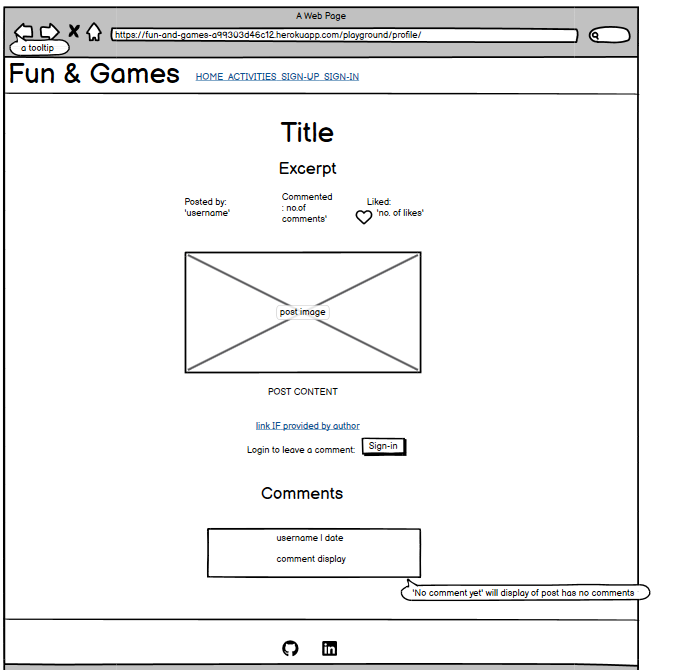 A Web Page
https://fun-and-games-a99303d46c12.herokuapp.com/playground/profile/
a tooltip
Fun & Games
HOME ACTIVITIES SIGN-UP SIGN-IN
Title
Excerpt
Posted by:
'username'
Commented
: no.of
comments'
Liked:
'no. of likes'
post image
POST CONTENT
link IF provided by author
Login to leave a comment:
Sign-in
Comments
username | date
comment display
'No comment yet' will display of post has no comments
in